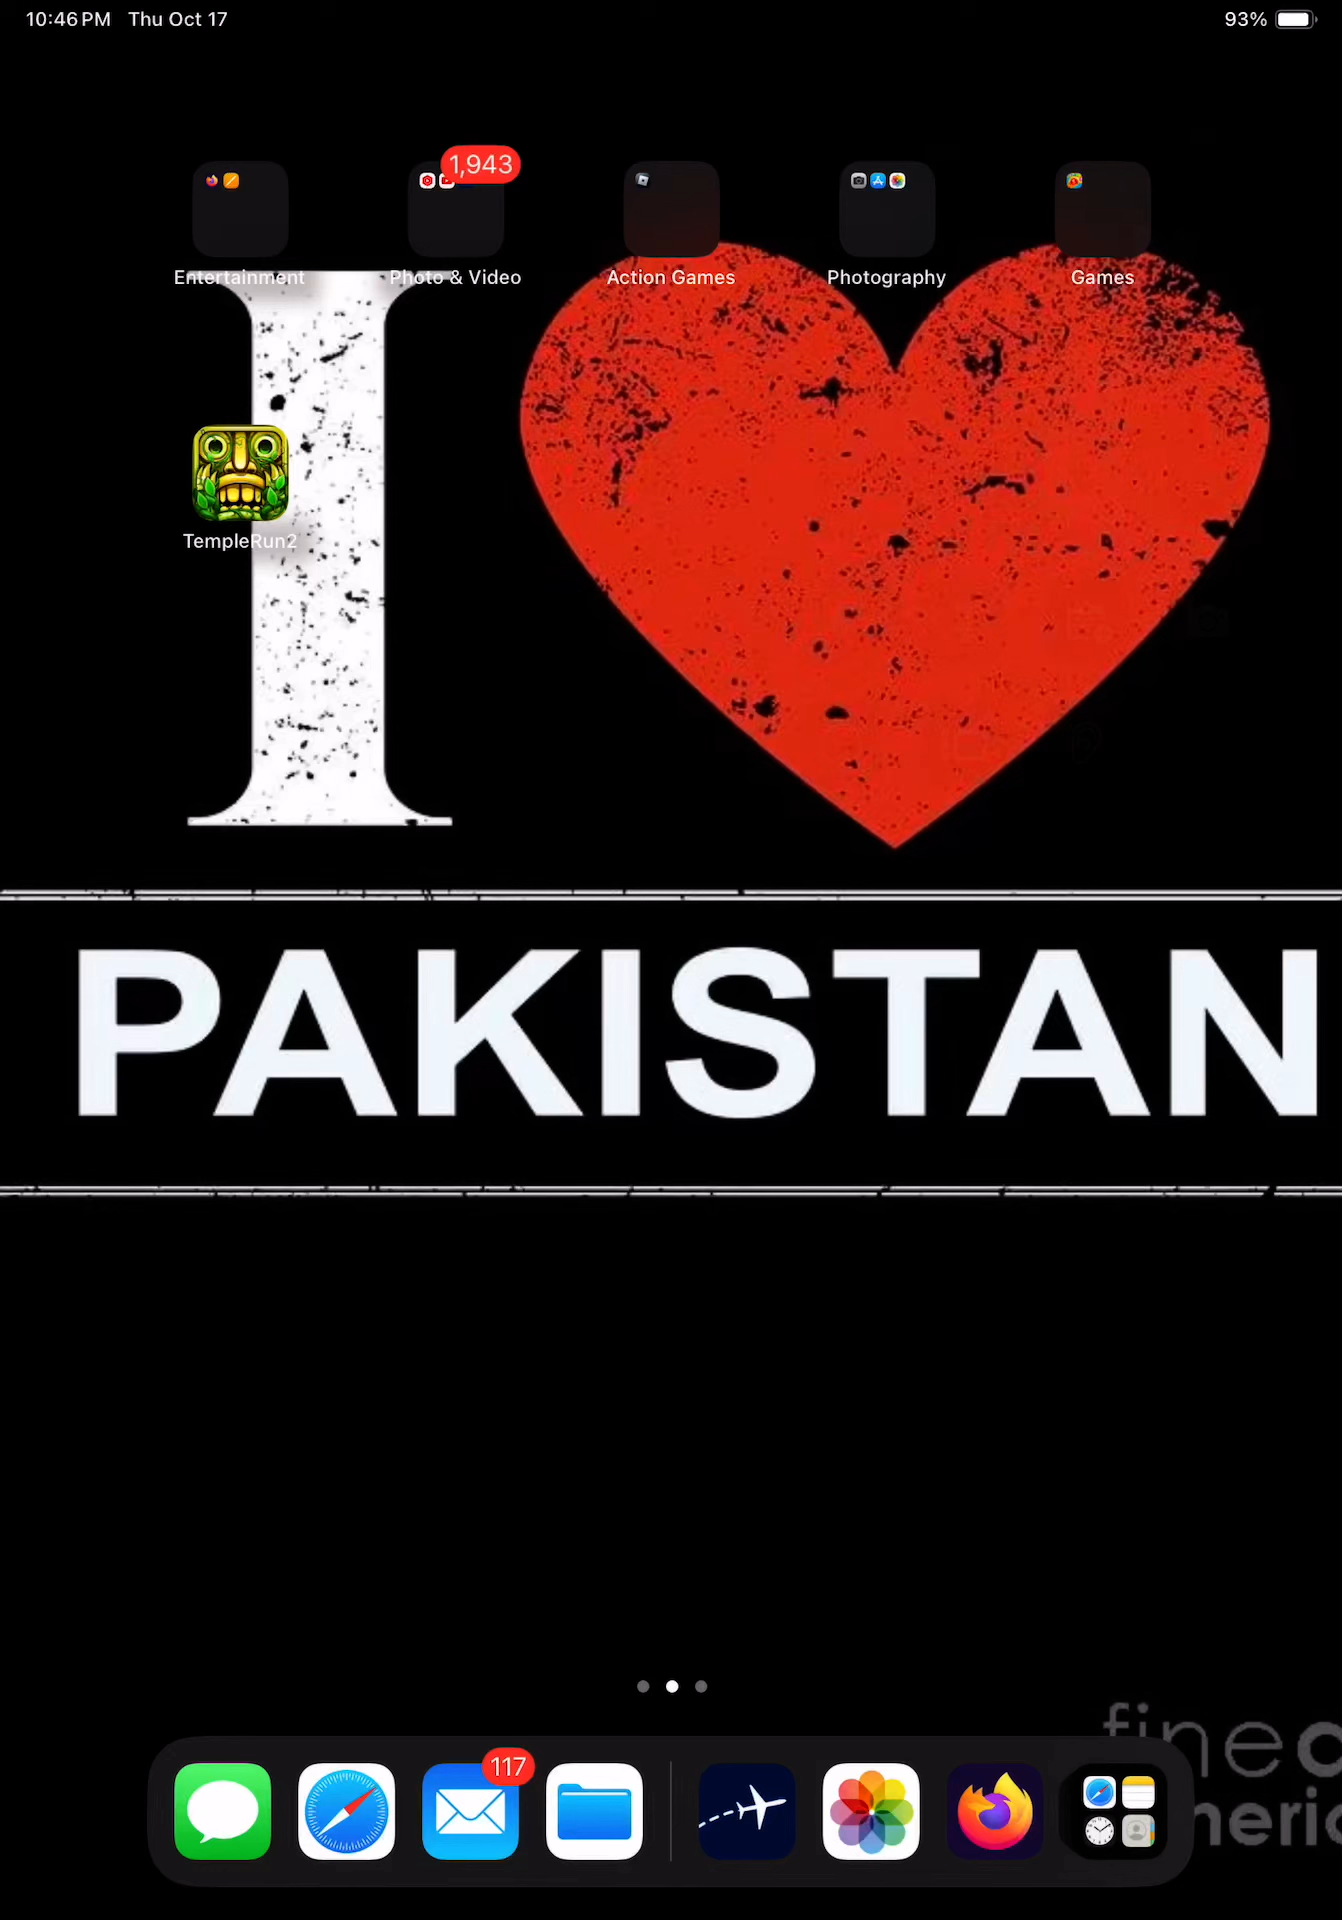 10:46 PM Thu Oct 17 93%
1,943
Entertainment Photo & Video Action Games Photography Games
TempleRun2
I
PAKISTAN
117